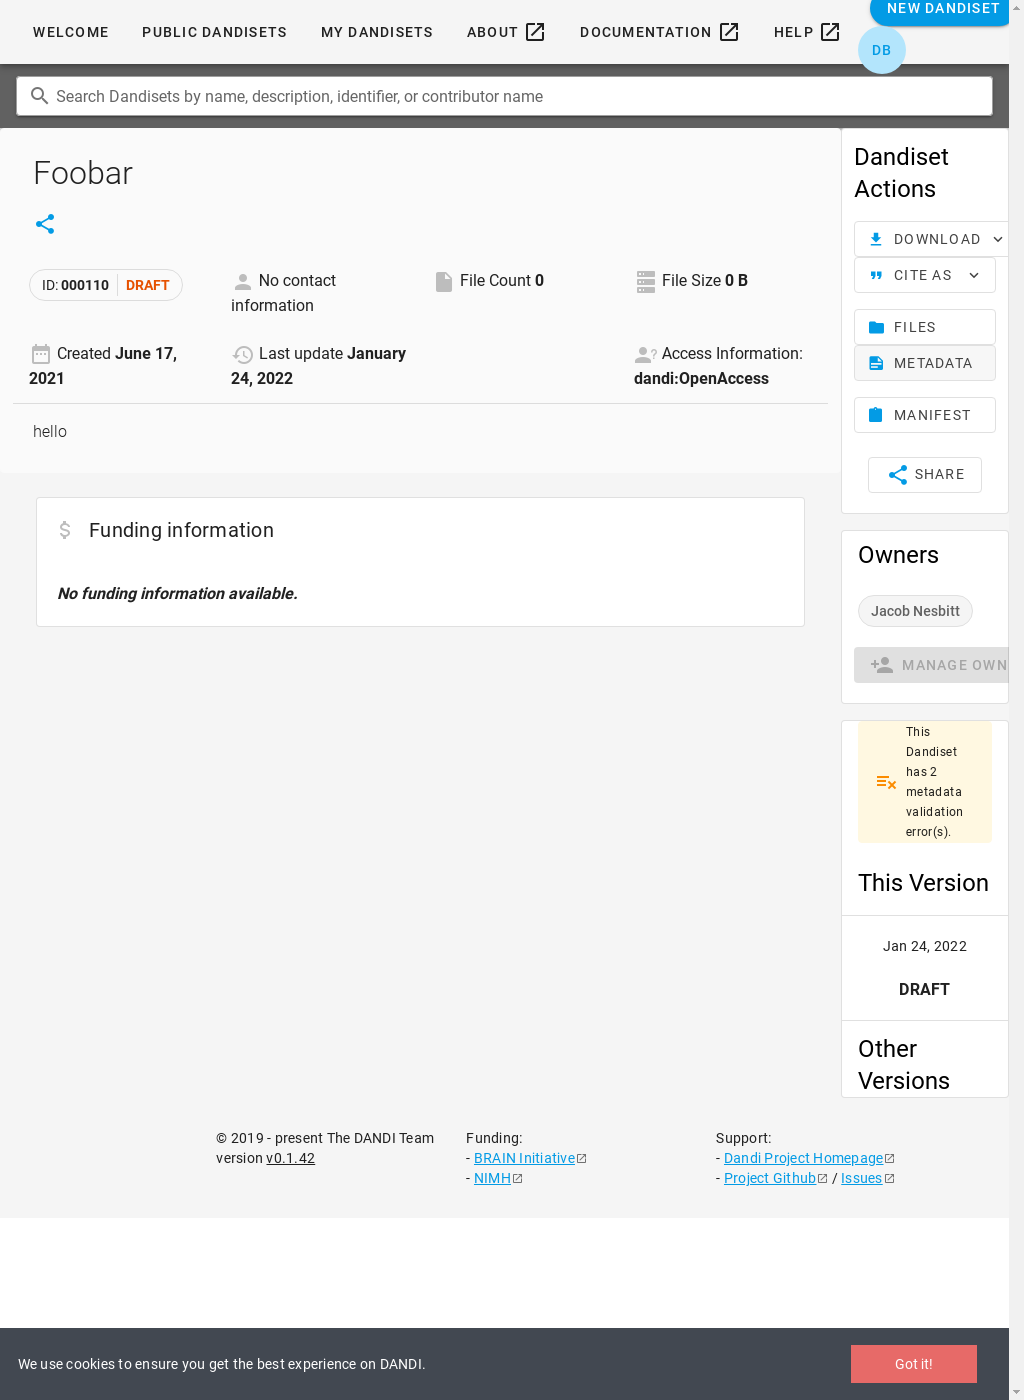 WELCOME PUBLIC DANDISETS MY DANDISETS ABOUT DOCUMENTATION HELP NEW DANDISET
DB
Search Dandisets by name, description, identifier, or contributor name
Foobar
ID: 000110 DRAFT
No contact
information
File Count 0
File Size 0 B
Created June 17,
2021
Last update January
24, 2022
Access Information:
dandi:OpenAccess
hello
Funding information
No funding information available.
Dandiset
Actions
DOWNLOAD
CITE AS
FILES
METADATA
MANIFEST
SHARE
Owners
Jacob Nesbitt
MANAGE OWN
This
Dandiset
has 2
metadata
validation
error(s).
This Version
Jan 24, 2022
DRAFT
Other
Versions
© 2019 - present The DANDI Team
version v0.1.42
Funding:
- BRAIN Initiative
- NIMH
Support:
- Dandi Project Homepage
- Project Github / Issues
We use cookies to ensure you get the best experience on DANDI.
Got it!